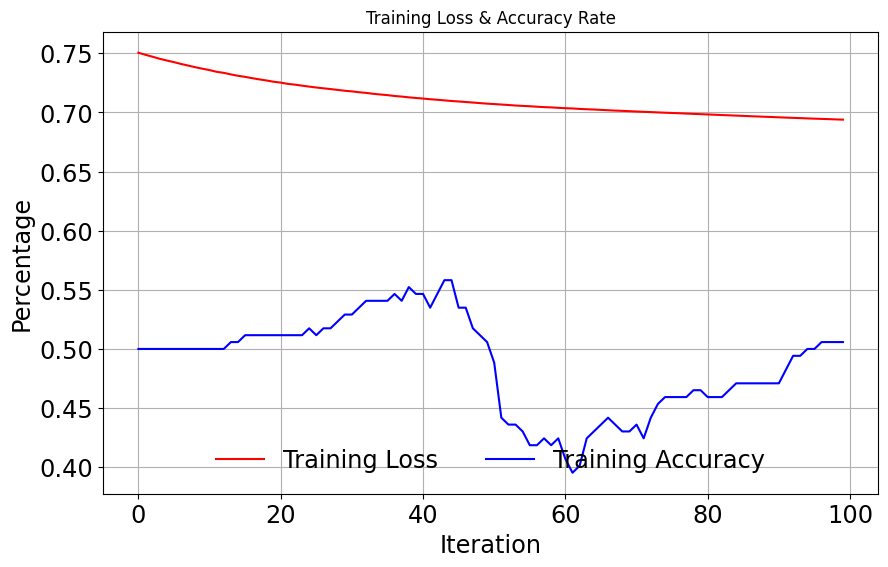 Training Loss & Accuracy Rate
0.75
0.70
0.65
0.60
0.55
0.50
0.45
0.40
Percentage
Training Loss
Training Accuracy
0 20 40 60 80 100
Iteration